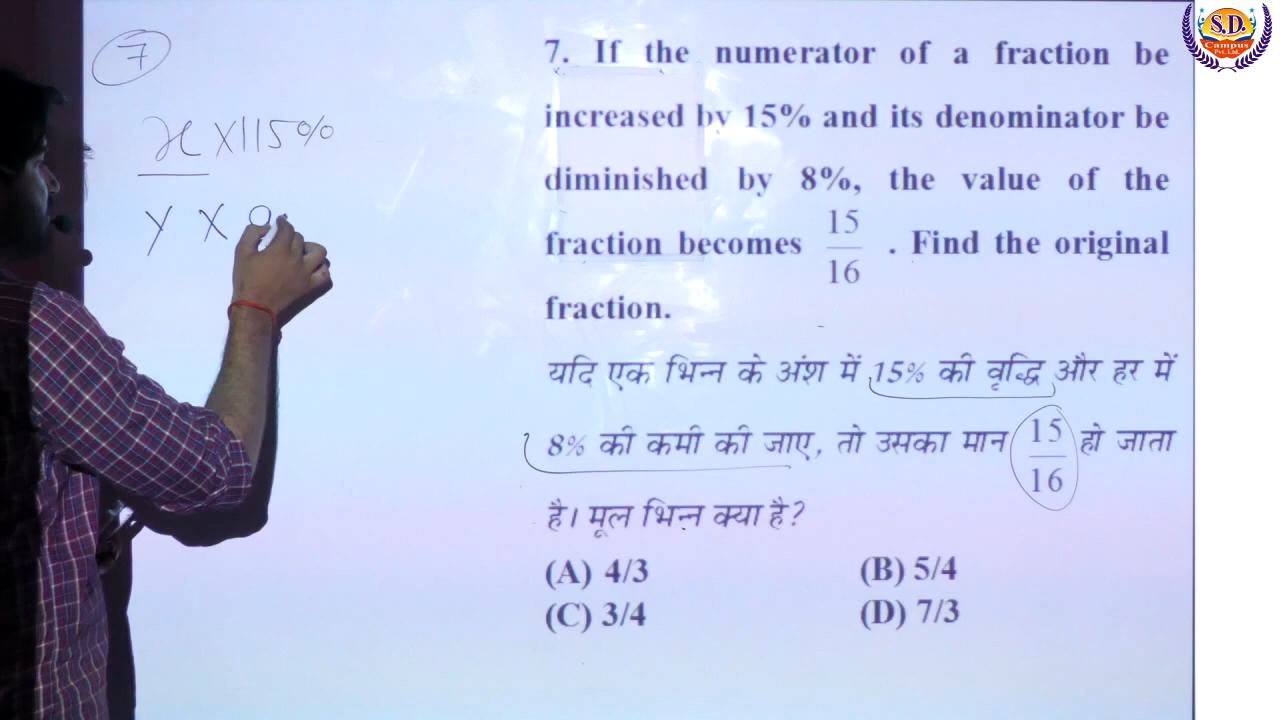 S.D.
Campus
Pvt. Ltd.
7
x X 115%
y X 9
7. If the numerator of a fraction be
increased by 15% and its denominator be
diminished by 8%, the value of the
fraction becomes 15/16 . Find the original
fraction.
यदि एक भिन्न के अंश में 15% की वृद्धि और हर में
8% की कमी की जाए, तो उसका मान 15/16 हो जाता
है। मूल भिन्न क्या है?
(A) 4/3 (B) 5/4
(C) 3/4 (D) 7/3